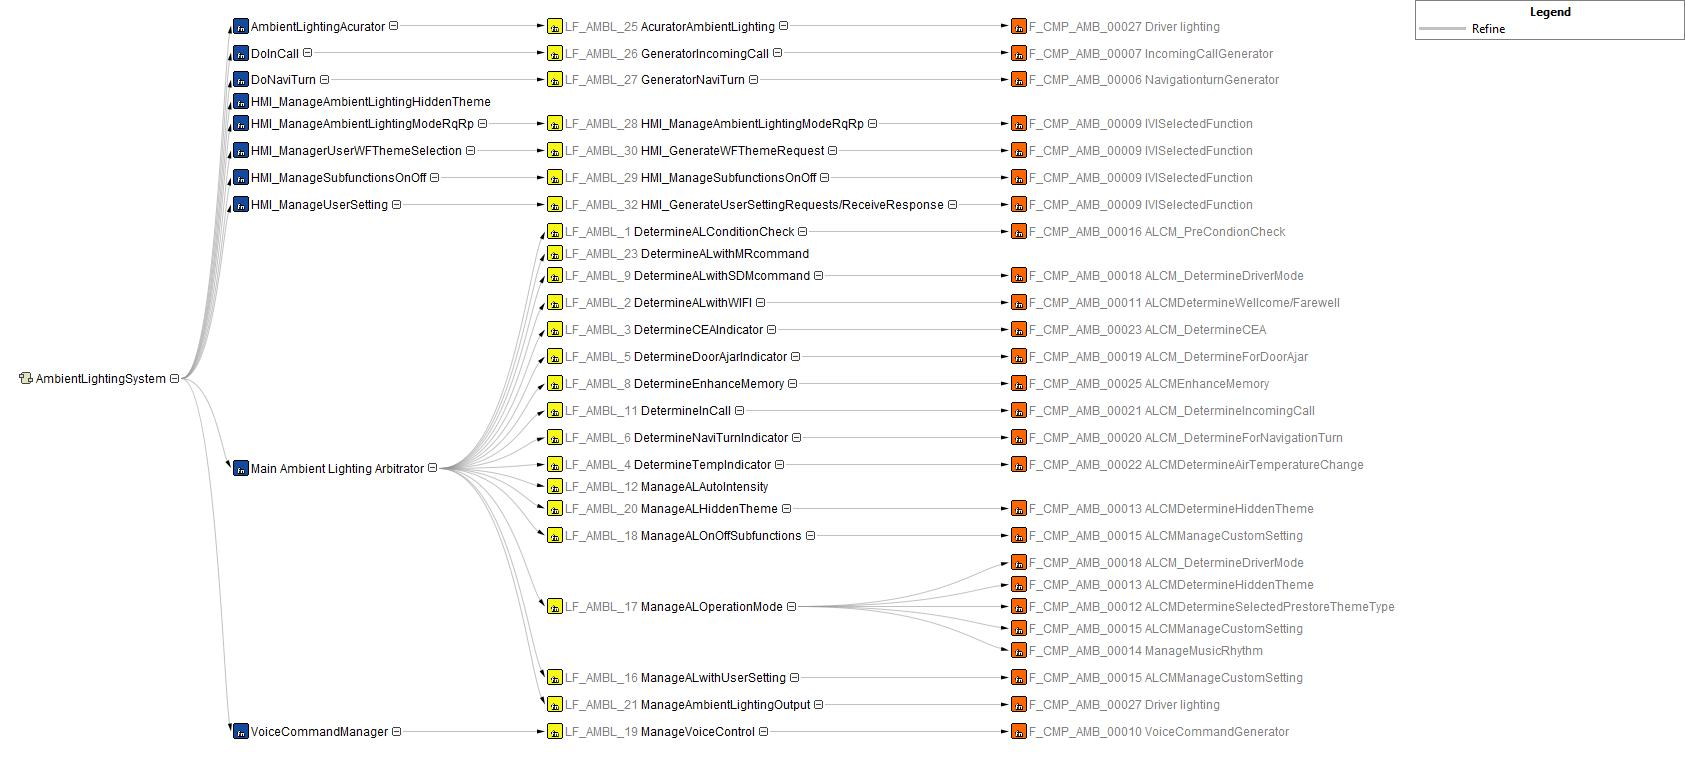 Legend
Refine
AmbientLightingAcurator LF_AMBL_25 AcuratorAmbientLighting F_CMP_AMB_00027 Driver lighting
DoInCall LF_AMBL_26 GeneratorIncomingCall F_CMP_AMB_00007 IncomingCallGenerator
DoNaviTurn LF_AMBL_27 GeneratorNaviTurn F_CMP_AMB_00006 NavigationturnGenerator
HMI_ManageAmbientLightingHiddenTheme
HMI_ManageAmbientLightingModeRqRp LF_AMBL_28 HMI_ManageAmbientLightingModeRqRp F_CMP_AMB_00009 IVISelectedFunction
HMI_ManagerUserWFThemeSelection LF_AMBL_30 HMI_GenerateWFThemeRequest F_CMP_AMB_00009 IVISelectedFunction
HMI_ManageSubfunctionsOnOff LF_AMBL_29 HMI_ManageSubfunctionsOnOff F_CMP_AMB_00009 IVISelectedFunction
HMI_ManageUserSetting LF_AMBL_32 HMI_GenerateUserSettingRequests/ReceiveResponse F_CMP_AMB_00009 IVISelectedFunction
LF_AMBL_1 DetermineALConditionCheck F_CMP_AMB_00016 ALCM_PreCondionCheck
LF_AMBL_23 DetermineALwithMRcommand
LF_AMBL_9 DetermineALwithSDMcommand F_CMP_AMB_00018 ALCM_DetermineDriverMode
LF_AMBL_2 DetermineALwithWIFI F_CMP_AMB_00011 ALCMDetermineWellcome/Farewell
LF_AMBL_3 DetermineCEAIndicator F_CMP_AMB_00023 ALCM_DetermineCEA
LF_AMBL_5 DetermineDoorAjarIndicator F_CMP_AMB_00019 ALCM_DetermineForDoorAjar
AmbientLightingSystem
LF_AMBL_8 DetermineEnhanceMemory F_CMP_AMB_00025 ALCMEnhanceMemory
LF_AMBL_11 DetermineInCall F_CMP_AMB_00021 ALCM_DetermineIncomingCall
LF_AMBL_6 DetermineNaviTurnIndicator F_CMP_AMB_00020 ALCM_DetermineForNavigationTurn
Main Ambient Lighting Arbitrator
LF_AMBL_4 DetermineTempIndicator F_CMP_AMB_00022 ALCMDetermineAirTemperatureChange
LF_AMBL_12 ManageALAutoIntensity
LF_AMBL_20 ManageALHiddenTheme F_CMP_AMB_00013 ALCMDetermineHiddenTheme
LF_AMBL_18 ManageALOnOffSubfunctions F_CMP_AMB_00015 ALCMManageCustomSetting
F_CMP_AMB_00018 ALCM_DetermineDriverMode
F_CMP_AMB_00013 ALCMDetermineHiddenTheme
LF_AMBL_17 ManageALOperationMode F_CMP_AMB_00012 ALCMDetermineSelectedPrestoreThemeType
F_CMP_AMB_00015 ALCMManageCustomSetting
F_CMP_AMB_00014 ManageMusicRhythm
LF_AMBL_16 ManageALwithUserSetting F_CMP_AMB_00015 ALCMManageCustomSetting
LF_AMBL_21 ManageAmbientLightingOutput F_CMP_AMB_00027 Driver lighting
VoiceCommandManager LF_AMBL_19 ManageVoiceControl F_CMP_AMB_00010 VoiceCommandGenerator